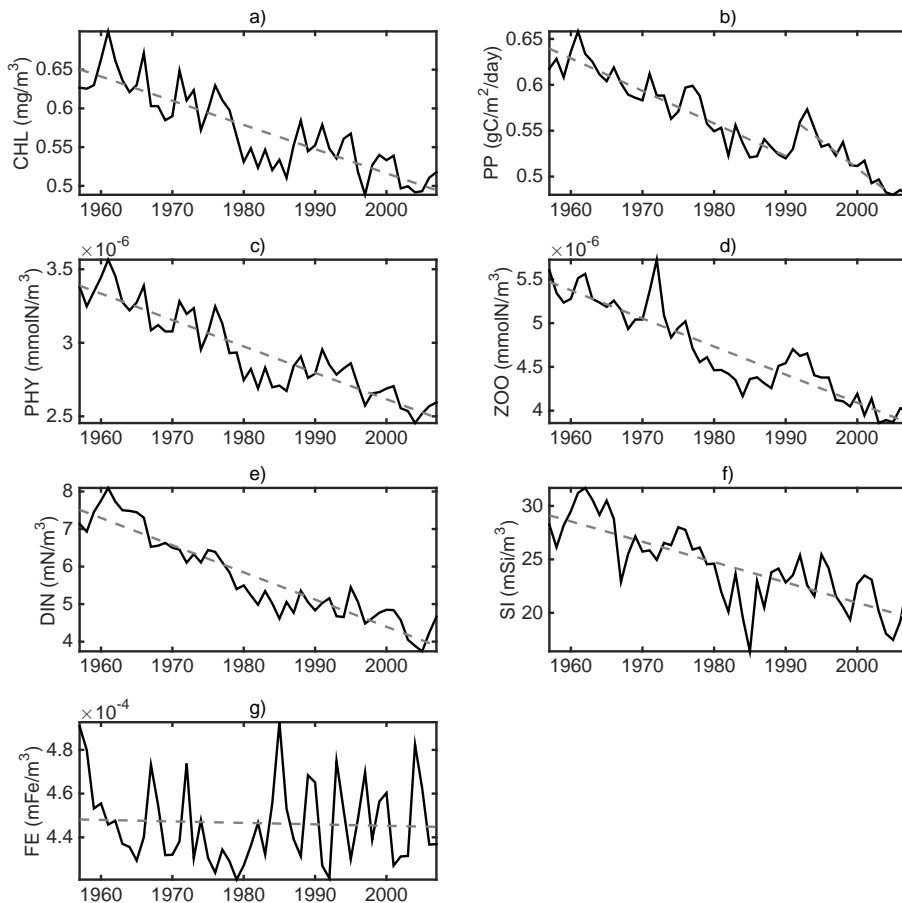 a)
0.65
0.6
0.55
0.5
CHL (mg/m³)
1960 1970 1980 1990 2000
b)
0.65
0.6
0.55
0.5
PP (gC/m²/day)
1960 1970 1980 1990 2000
c)
×10⁻⁶
3.5
3
2.5
PHY (mmolN/m³)
1960 1970 1980 1990 2000
d)
×10⁻⁶
5.5
5
4.5
4
ZOO (mmolN/m³)
1960 1970 1980 1990 2000
e)
8
7
6
5
4
DIN (mN/m³)
1960 1970 1980 1990 2000
f)
30
25
20
SI (mSi/m³)
1960 1970 1980 1990 2000
g)
×10⁻⁴
4.8
4.4
FE (mFe/m³)
1960 1970 1980 1990 2000